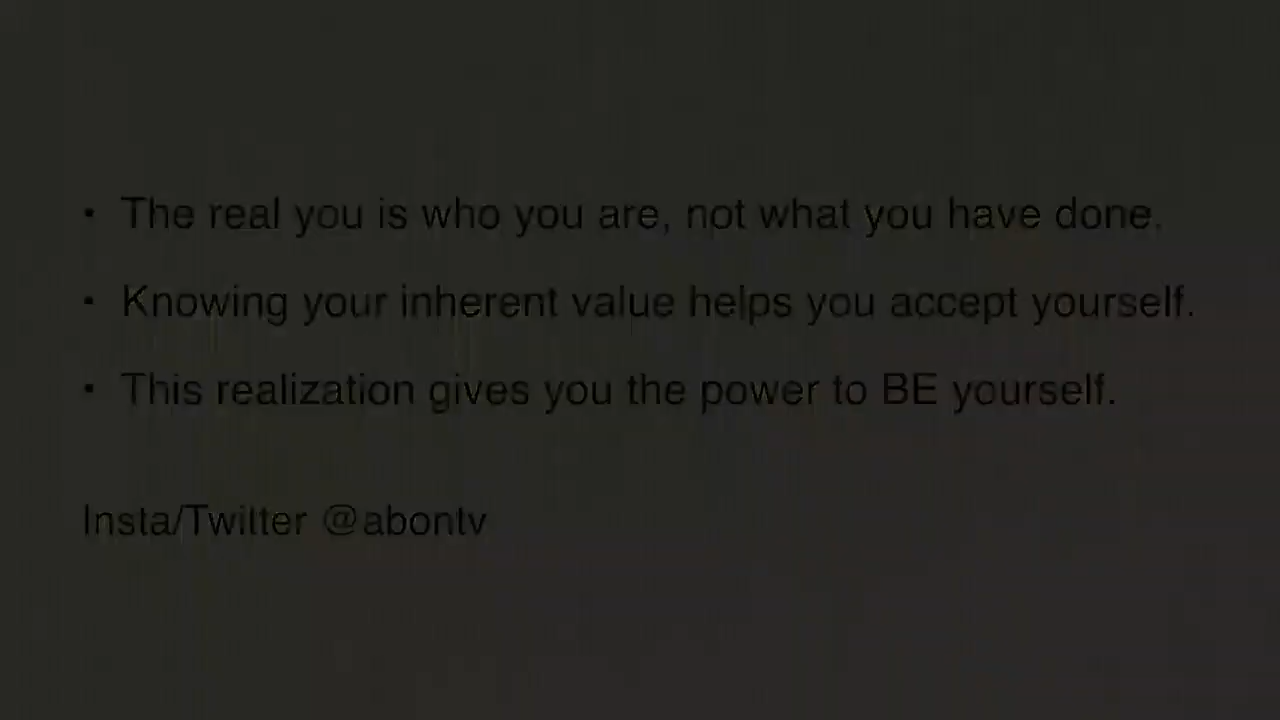 • The real you is who you are, not what you have done.
• Knowing your inherent value helps you accept yourself.
• This realization gives you the power to BE yourself.
Insta/Twitter @abontv